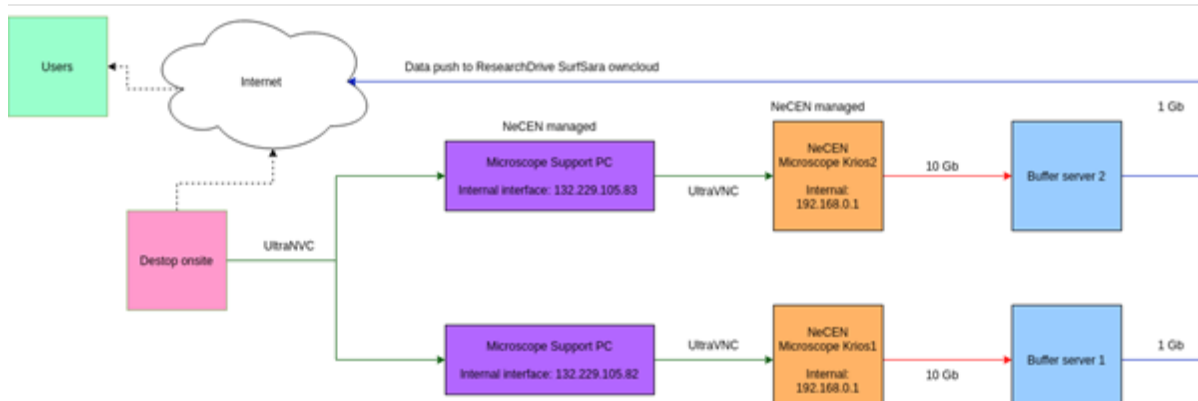 Users
Internet
Data push to ResearchDrive SurfSara owncloud
NeCEN managed
NeCEN managed
1 Gb
Microscope Support PC
Internal interface: 132.229.105.83
UltraVNC
NeCEN
Microscope Krios2
Internal:
192.168.0.1
10 Gb
Buffer server 2
Destop onsite
UltraNVC
Microscope Support PC
Internal interface: 132.229.105.82
UltraVNC
NeCEN
Microscope Krios1
Internal:
192.168.0.1
10 Gb
Buffer server 1
1 Gb